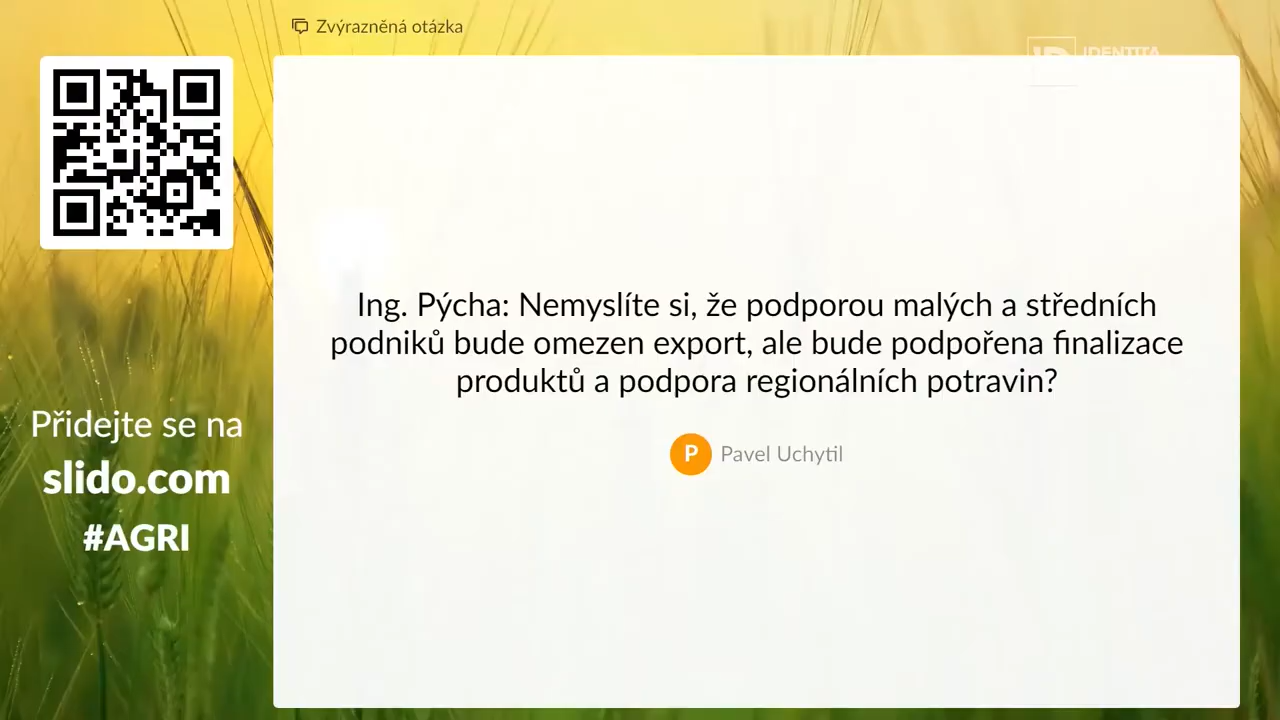 Zvýrazněná otázka
IDENTITA
Ing. Pýcha: Nemyslíte si, že podporou malých a středních
podniků bude omezen export, ale bude podpořena finalizace
produktů a podpora regionálních potravin?
P Pavel Uchytil
Přidejte se na
slido.com
#AGRI